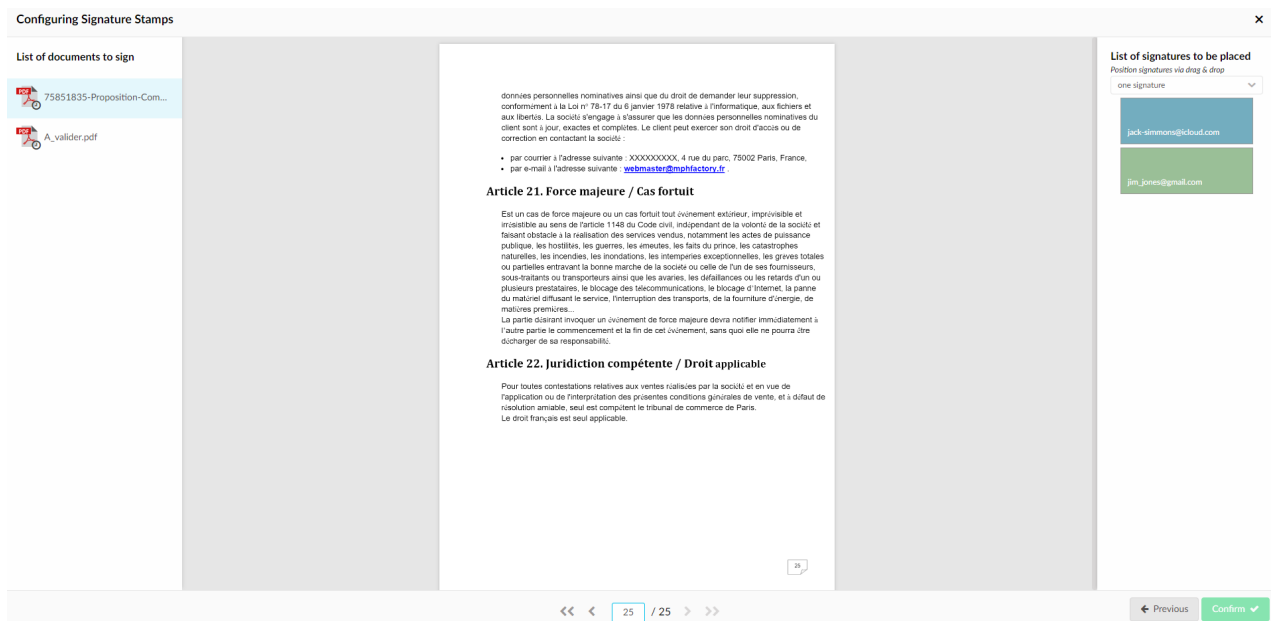 Configuring Signature Stamps
×
List of documents to sign
75851835-Proposition-Com...
A_valider.pdf
données personnelles nominatives ainsi que du droit de demander leur suppression,
conformément à la Loi n° 78-17 du 6 janvier 1978 relative à l'informatique, aux fichiers et
aux libertés. La société s'engage à s'assurer que les données personnelles nominatives du
client sont à jour, exactes et complètes. Le client peut exercer son droit d'accès ou de
correction en contactant la société :
• par courrier à l'adresse suivante : XXXXXXXXX, 4 rue du parc, 75002 Paris, France,
• par e-mail à l'adresse suivante : webmaster@mphfactory.fr .
Article 21. Force majeure / Cas fortuit
Est un cas de force majeure ou un cas fortuit tout événement extérieur, imprévisible et
irrésistible au sens de l'article 1148 du Code civil, indépendant de la volonté de la société et
faisant obstacle à la réalisation des services vendus, notamment les actes de puissance
publique, les hostilités, les guerres, les émeutes, les faits du prince, les catastrophes
naturelles, les incendies, les inondations, les intemperies exceptionnelles, les greves totales
ou partielles entravant la bonne marche de la société ou celle de l'un de ses fournisseurs,
sous-traitants ou transporteurs ainsi que les avaries, les défaillances ou les retards d'un ou
plusieurs prestataires, le blocage des télécommunications, le blocage d'Internet, la panne
du matériel diffusant le service, l'interruption des transports, de la fourniture d'énergie, de
matières premières...
La partie désirant invoquer un événement de force majeure devra notifier immédiatement à
l'autre partie le commencement et la fin de cet événement, sans quoi elle ne pourra être
décharger de sa responsabilité.
Article 22. Juridiction compétente / Droit applicable
Pour toutes contestations relatives aux ventes réalisées par la société et en vue de
l'application ou de l'interprétation des présentes conditions générales de vente, et à défaut de
résolution amiable, seul est compétent le tribunal de commerce de Paris.
Le droit français est seul applicable.
25
List of signatures to be placed
Position signatures via drag & drop
one signature
jack-simmons@icloud.com
jim_jones@gmail.com
<< < 25 / 25 > >>
Previous
Confirm